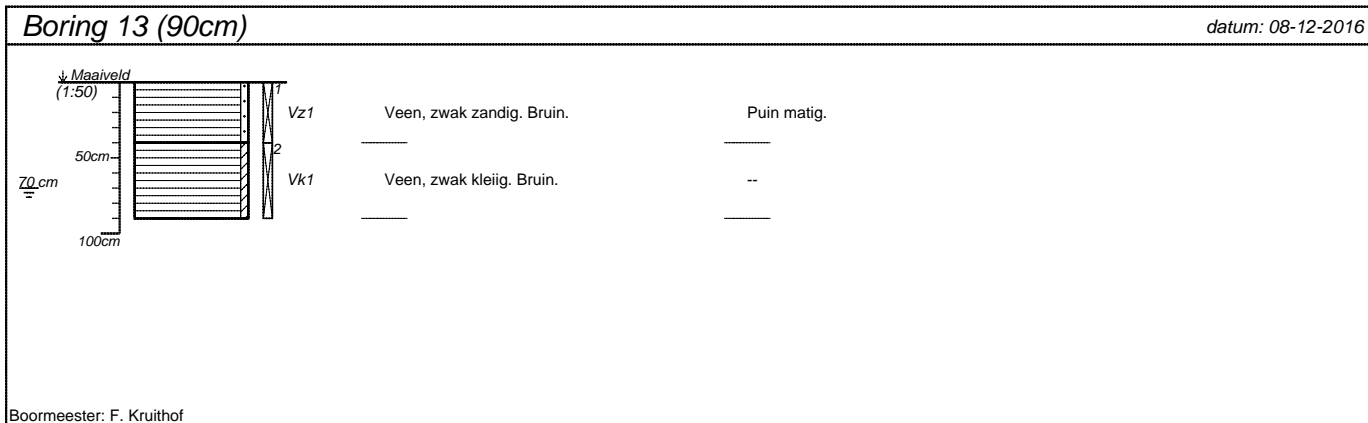 Boring 13 (90cm)
datum: 08-12-2016
Maaiveld
(1:50)
1
Vz1 Veen, zwak zandig. Bruin. Puin matig.
2
50cm
70 cm
Vk1 Veen, zwak kleiig. Bruin. --
100cm
Boormeester: F. Kruithof